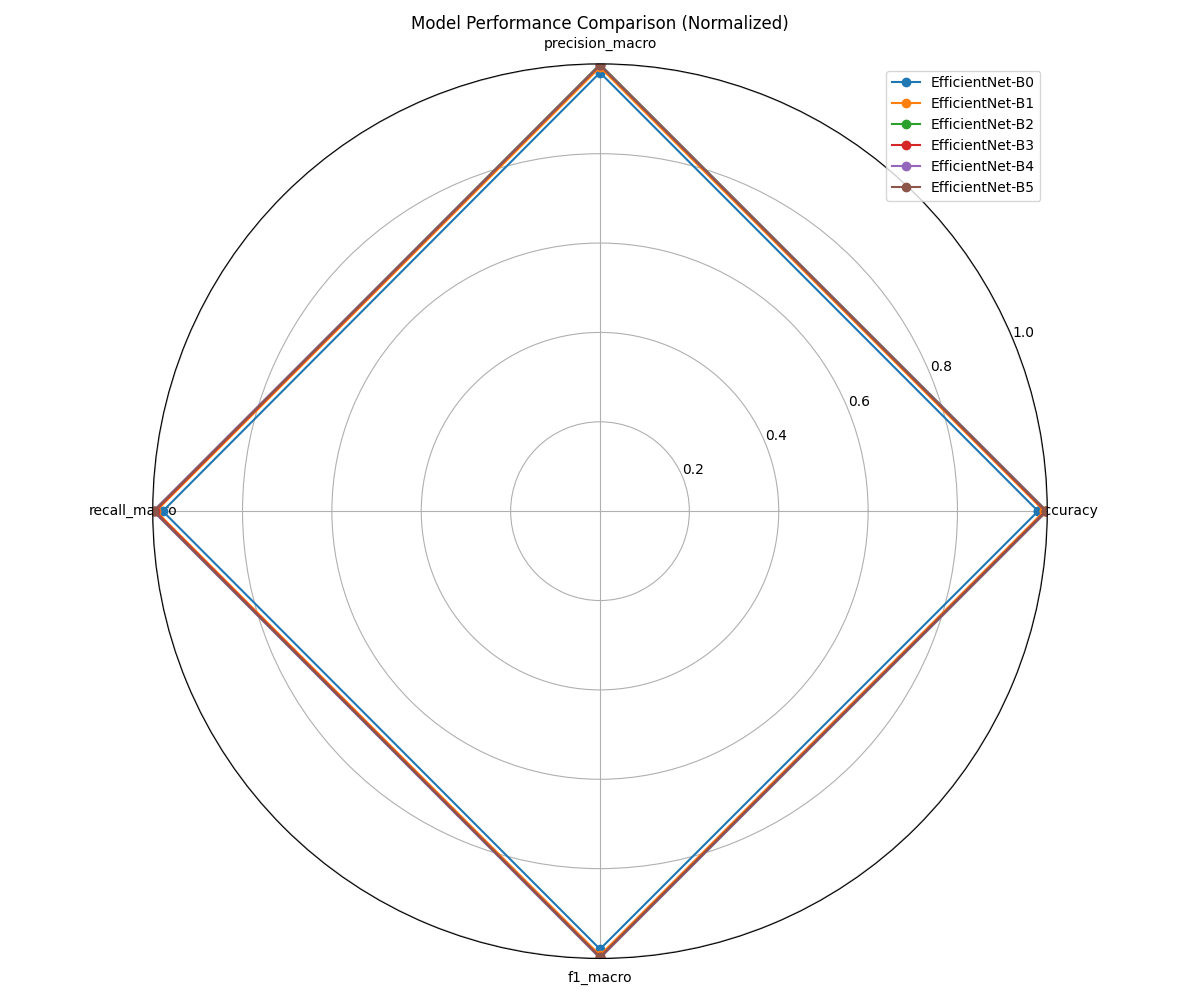 Model Performance Comparison (Normalized)
precision_macro
EfficientNet-B0
EfficientNet-B1
EfficientNet-B2
EfficientNet-B3
EfficientNet-B4
EfficientNet-B5
1.0
0.8
0.6
0.4
0.2
recall_macro
ccuracy
f1_macro